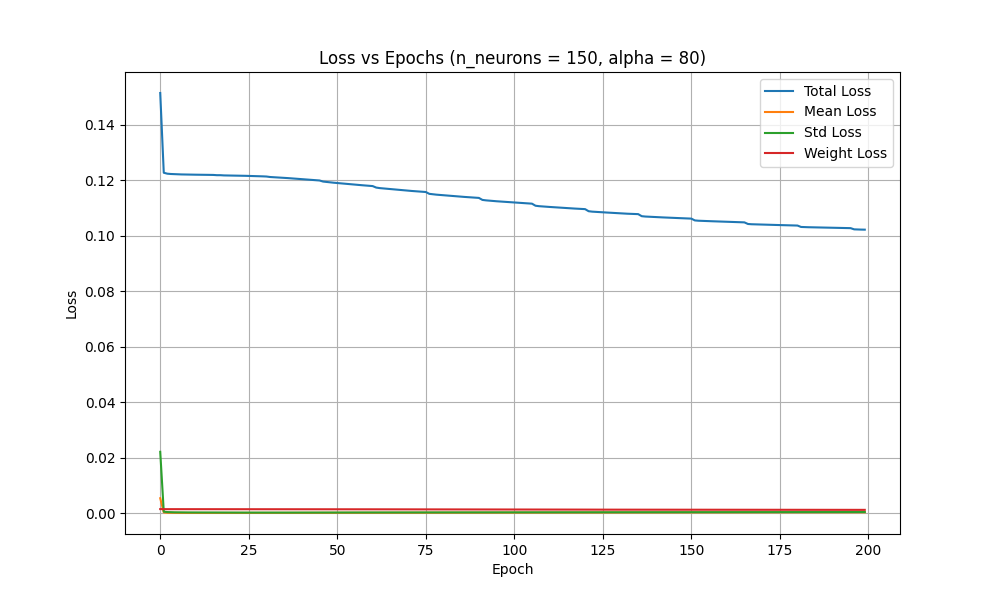 Loss vs Epochs (n_neurons = 150, alpha = 80)
Total Loss
Mean Loss
Std Loss
Weight Loss
Loss
0.14
0.12
0.10
0.08
0.06
0.04
0.02
0.00
0 25 50 75 100 125 150 175 200
Epoch